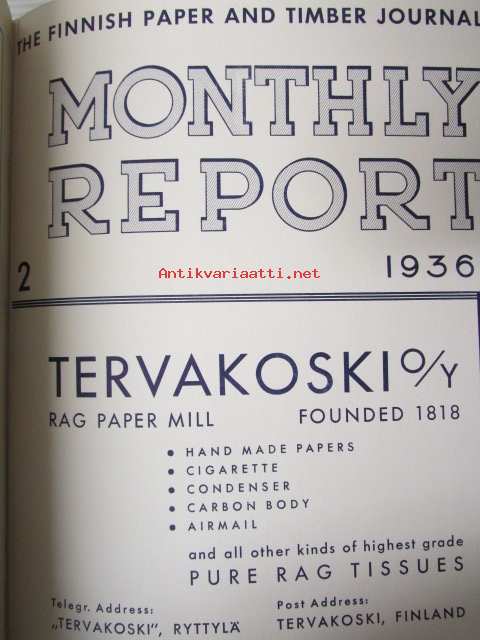 THE FINNISH PAPER AND TIMBER JOURNAL
MONTHLY
REPORT
Antikvariaatti.net
2 1936
TERVAKOSKI O/Y
RAG PAPER MILL FOUNDED 1818
• HAND MADE PAPERS
• CIGARETTE
• CONDENSER
• CARBON BODY
• AIRMAIL
and all other kinds of highest grade
PURE RAG TISSUES
Telegr. Address: Post Address:
„TERVAKOSKI", RYTTYLÄ TERVAKOSKI, FINLAND